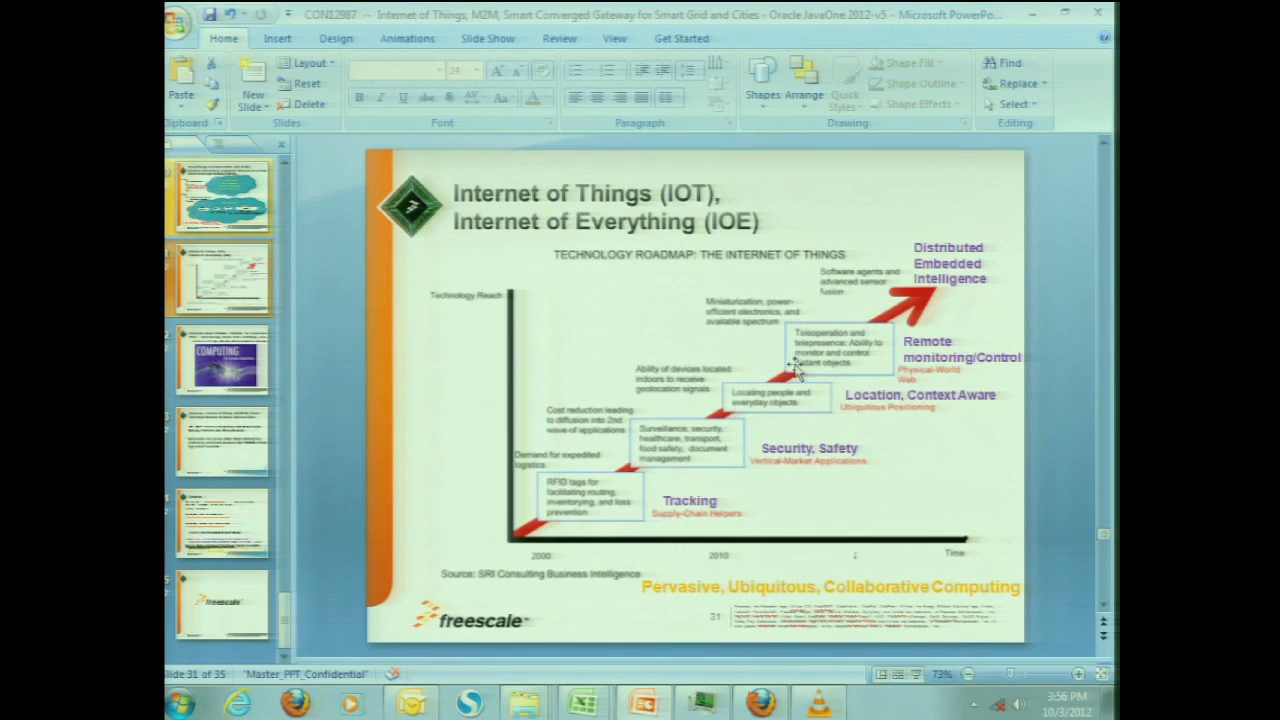 CON12987 -- Internet of Things, M2M, Smart Converged Gateway for Smart Grid and Cities - Oracle JavaOne 2012-v5 - Microsoft PowerPo...
Home Insert Design Animations Slide Show Review View Get Started
Paste
New Slide
Layout
Reset
Delete
24
B I U abc S AV Aa A
Shapes Arrange Quick Styles
Shape Fill
Shape Outline
Shape Effects
Find
Replace
Select
lipboard Slides Font Paragraph Drawing Editing
COMPUTING
freescale
Internet of Things (IOT),
Internet of Everything (IOE)
TECHNOLOGY ROADMAP: THE INTERNET OF THINGS
Distributed
Embedded
Intelligence
Software agents and
advanced sensor
fusion
Technology Reach
Miniaturization, power-
efficient electronics, and
available spectrum
Teleoperation and
telepresence: Ability to
monitor and control
distant objects
Remote
monitoring/Control
Physical-World
Web
Ability of devices located
indoors to receive
geolocation signals
Locating people and
everyday objects
Location, Context Aware
Ubiquitous Positioning
Cost reduction leading
to diffusion into 2nd
wave of applications
Surveillance, security,
healthcare, transport,
food safety, document
management
Security, Safety
Vertical-Market Applications
Demand for expedited
logistics
RFID tags for
facilitating routing,
inventorying, and loss
prevention
Tracking
Supply-Chain Helpers
2000 2010 Time
Source: SRI Consulting Business Intelligence
Pervasive, Ubiquitous, Collaborative Computing
freescale™
31
Slide 31 of 35 "Master_PPT_Confidential" 73%
3:56 PM
10/3/2012